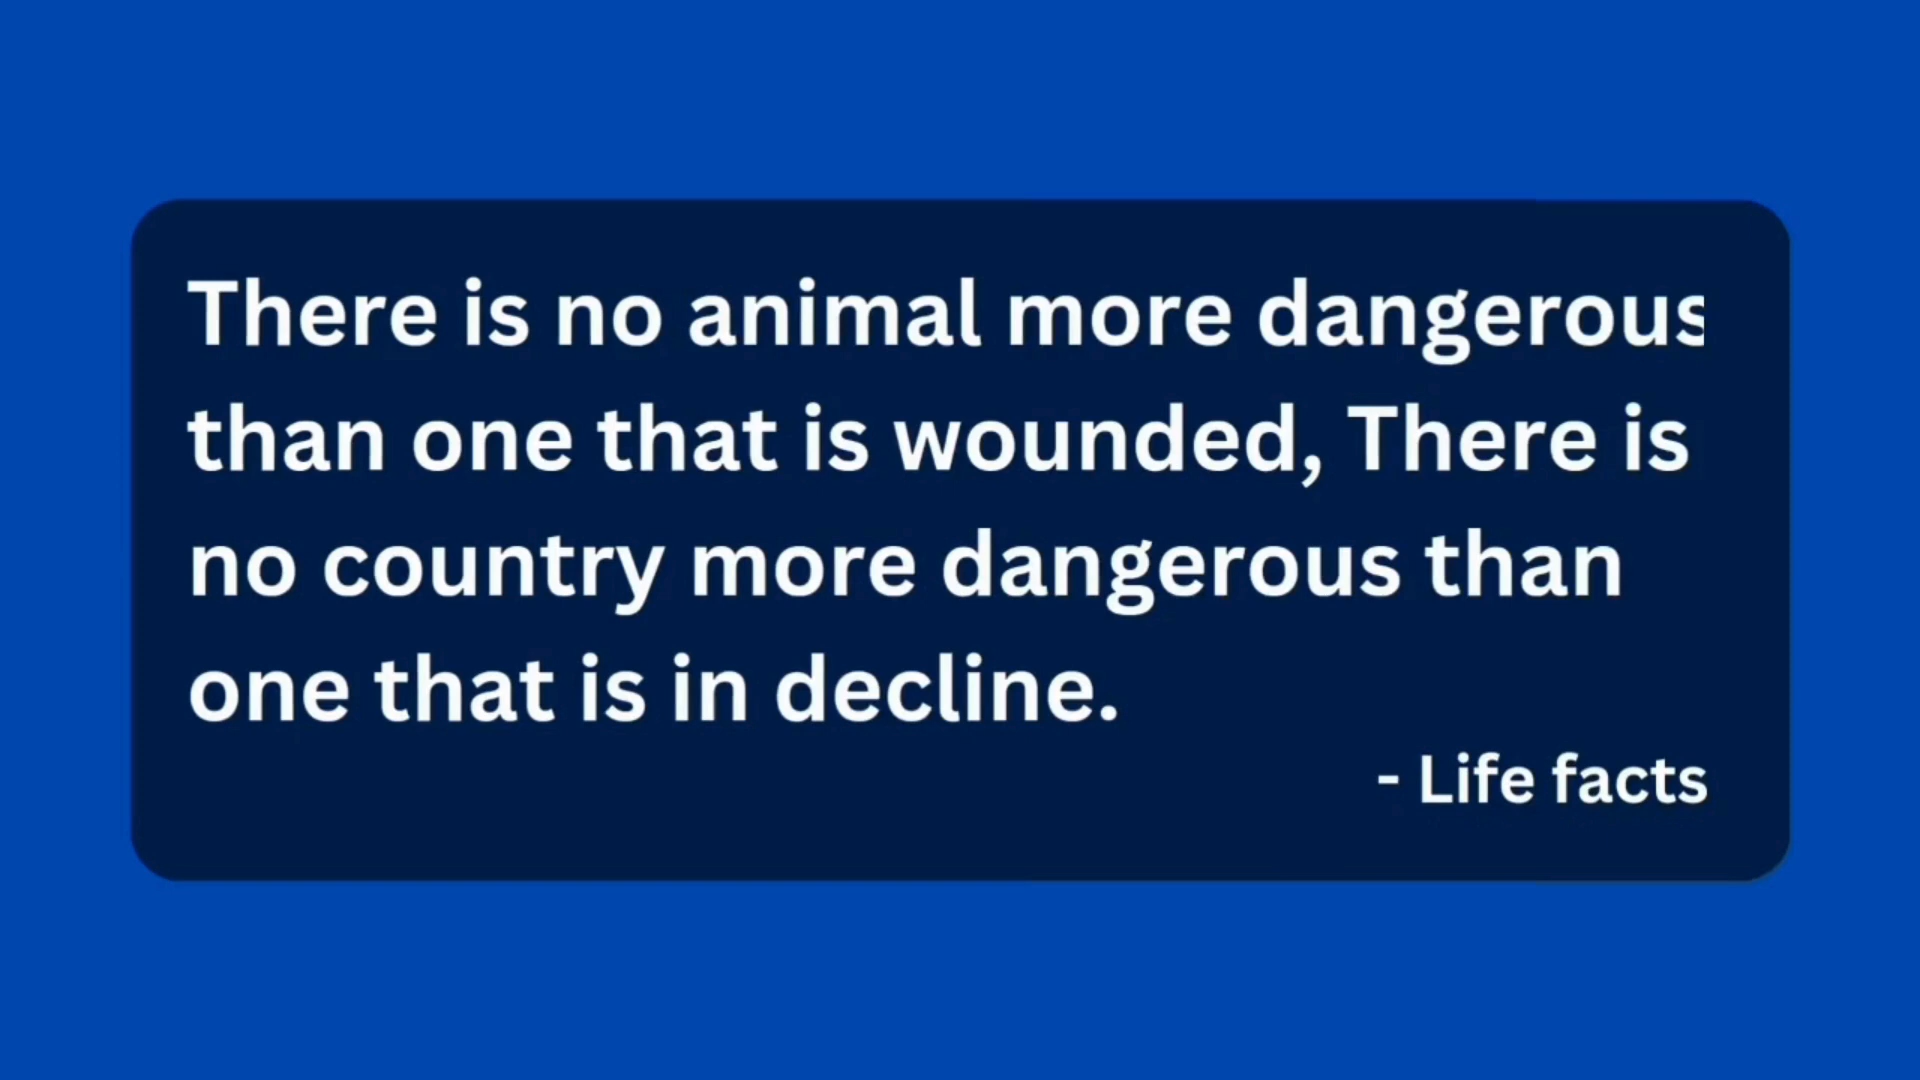 There is no animal more dangerous
than one that is wounded, There is
no country more dangerous than
one that is in decline.
- Life facts